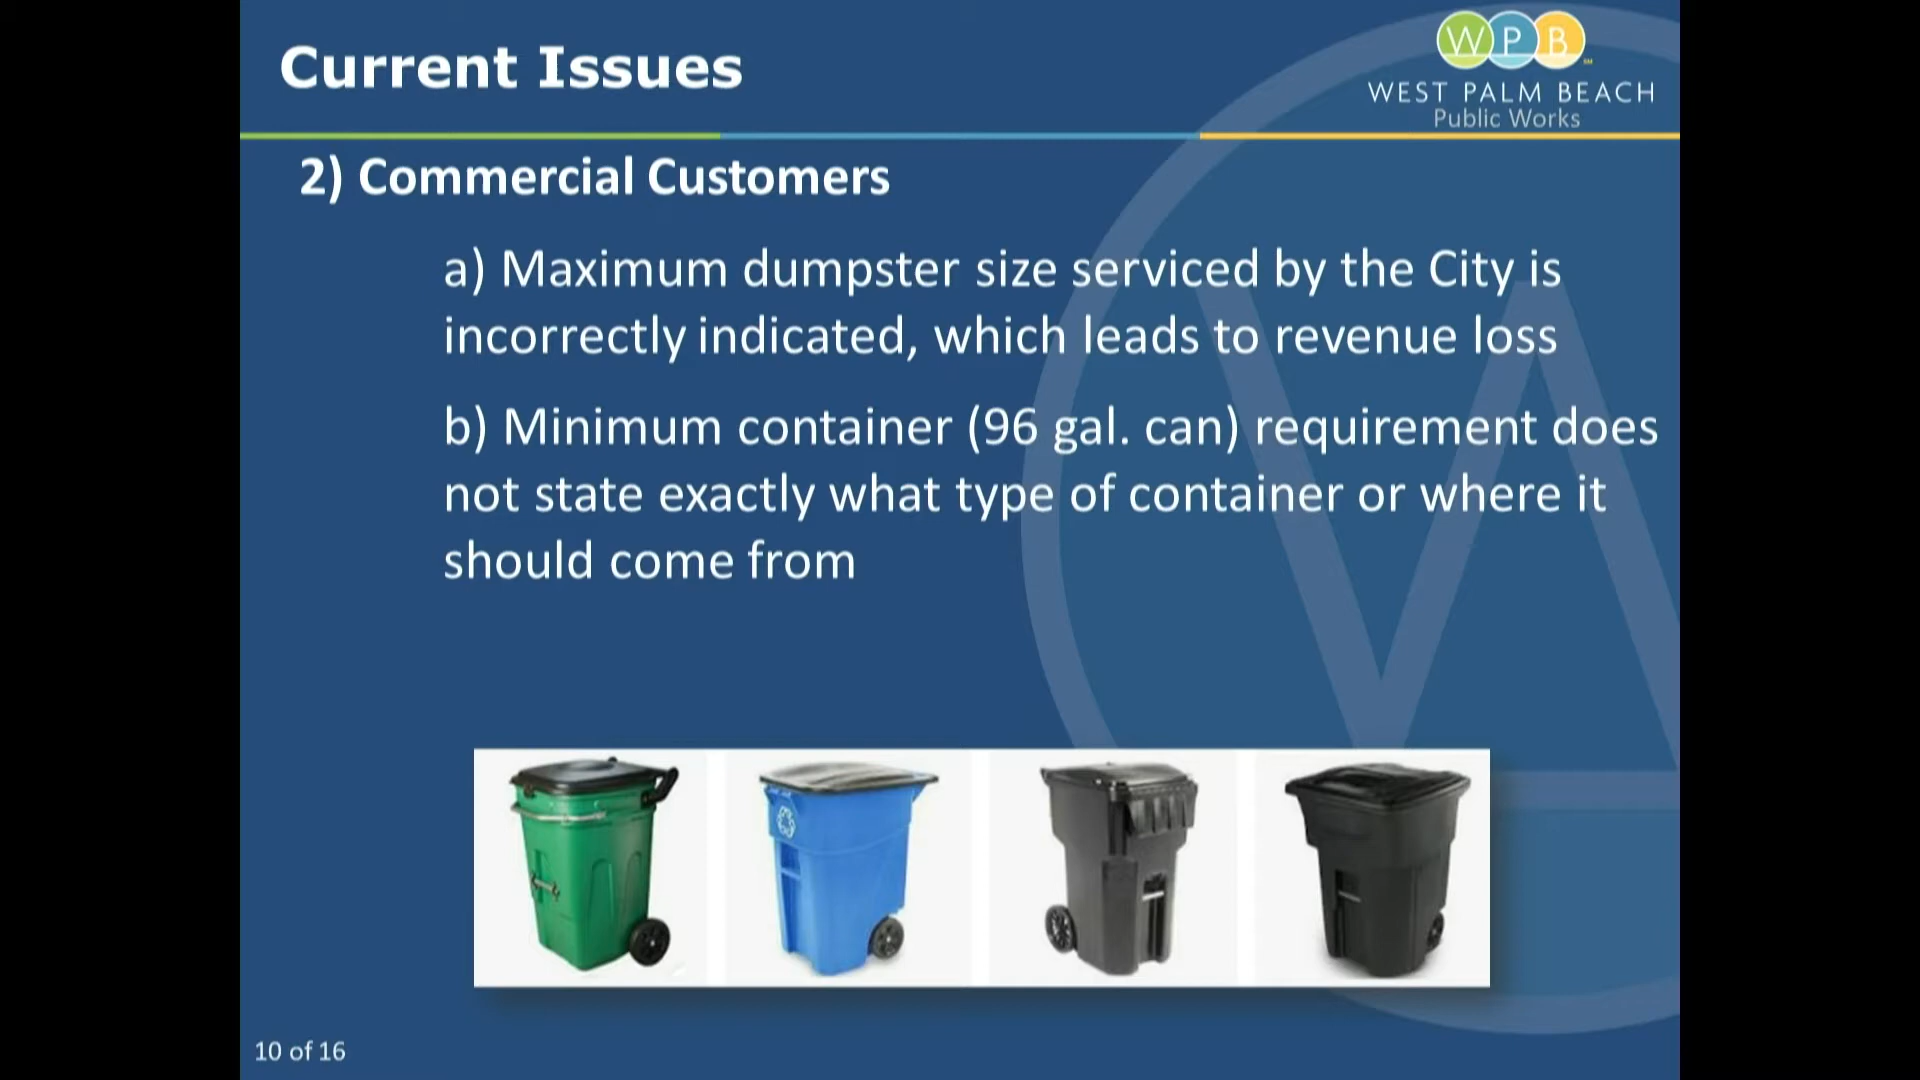 Current Issues
WPB
WEST PALM BEACH
Public Works
2) Commercial Customers
a) Maximum dumpster size serviced by the City is
incorrectly indicated, which leads to revenue loss
b) Minimum container (96 gal. can) requirement does
not state exactly what type of container or where it
should come from
10 of 16